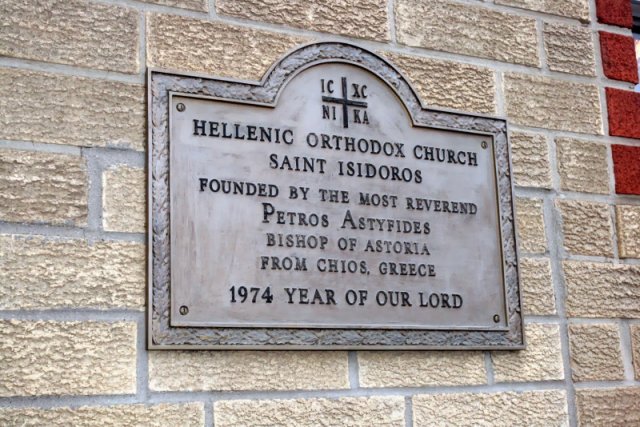 IC XC
NI KA
HELLENIC ORTHODOX CHURCH
SAINT ISIDOROS
FOUNDED BY THE MOST REVEREND
PETROS ASTYFIDES
BISHOP OF ASTORIA
FROM CHIOS, GREECE
1974 YEAR OF OUR LORD